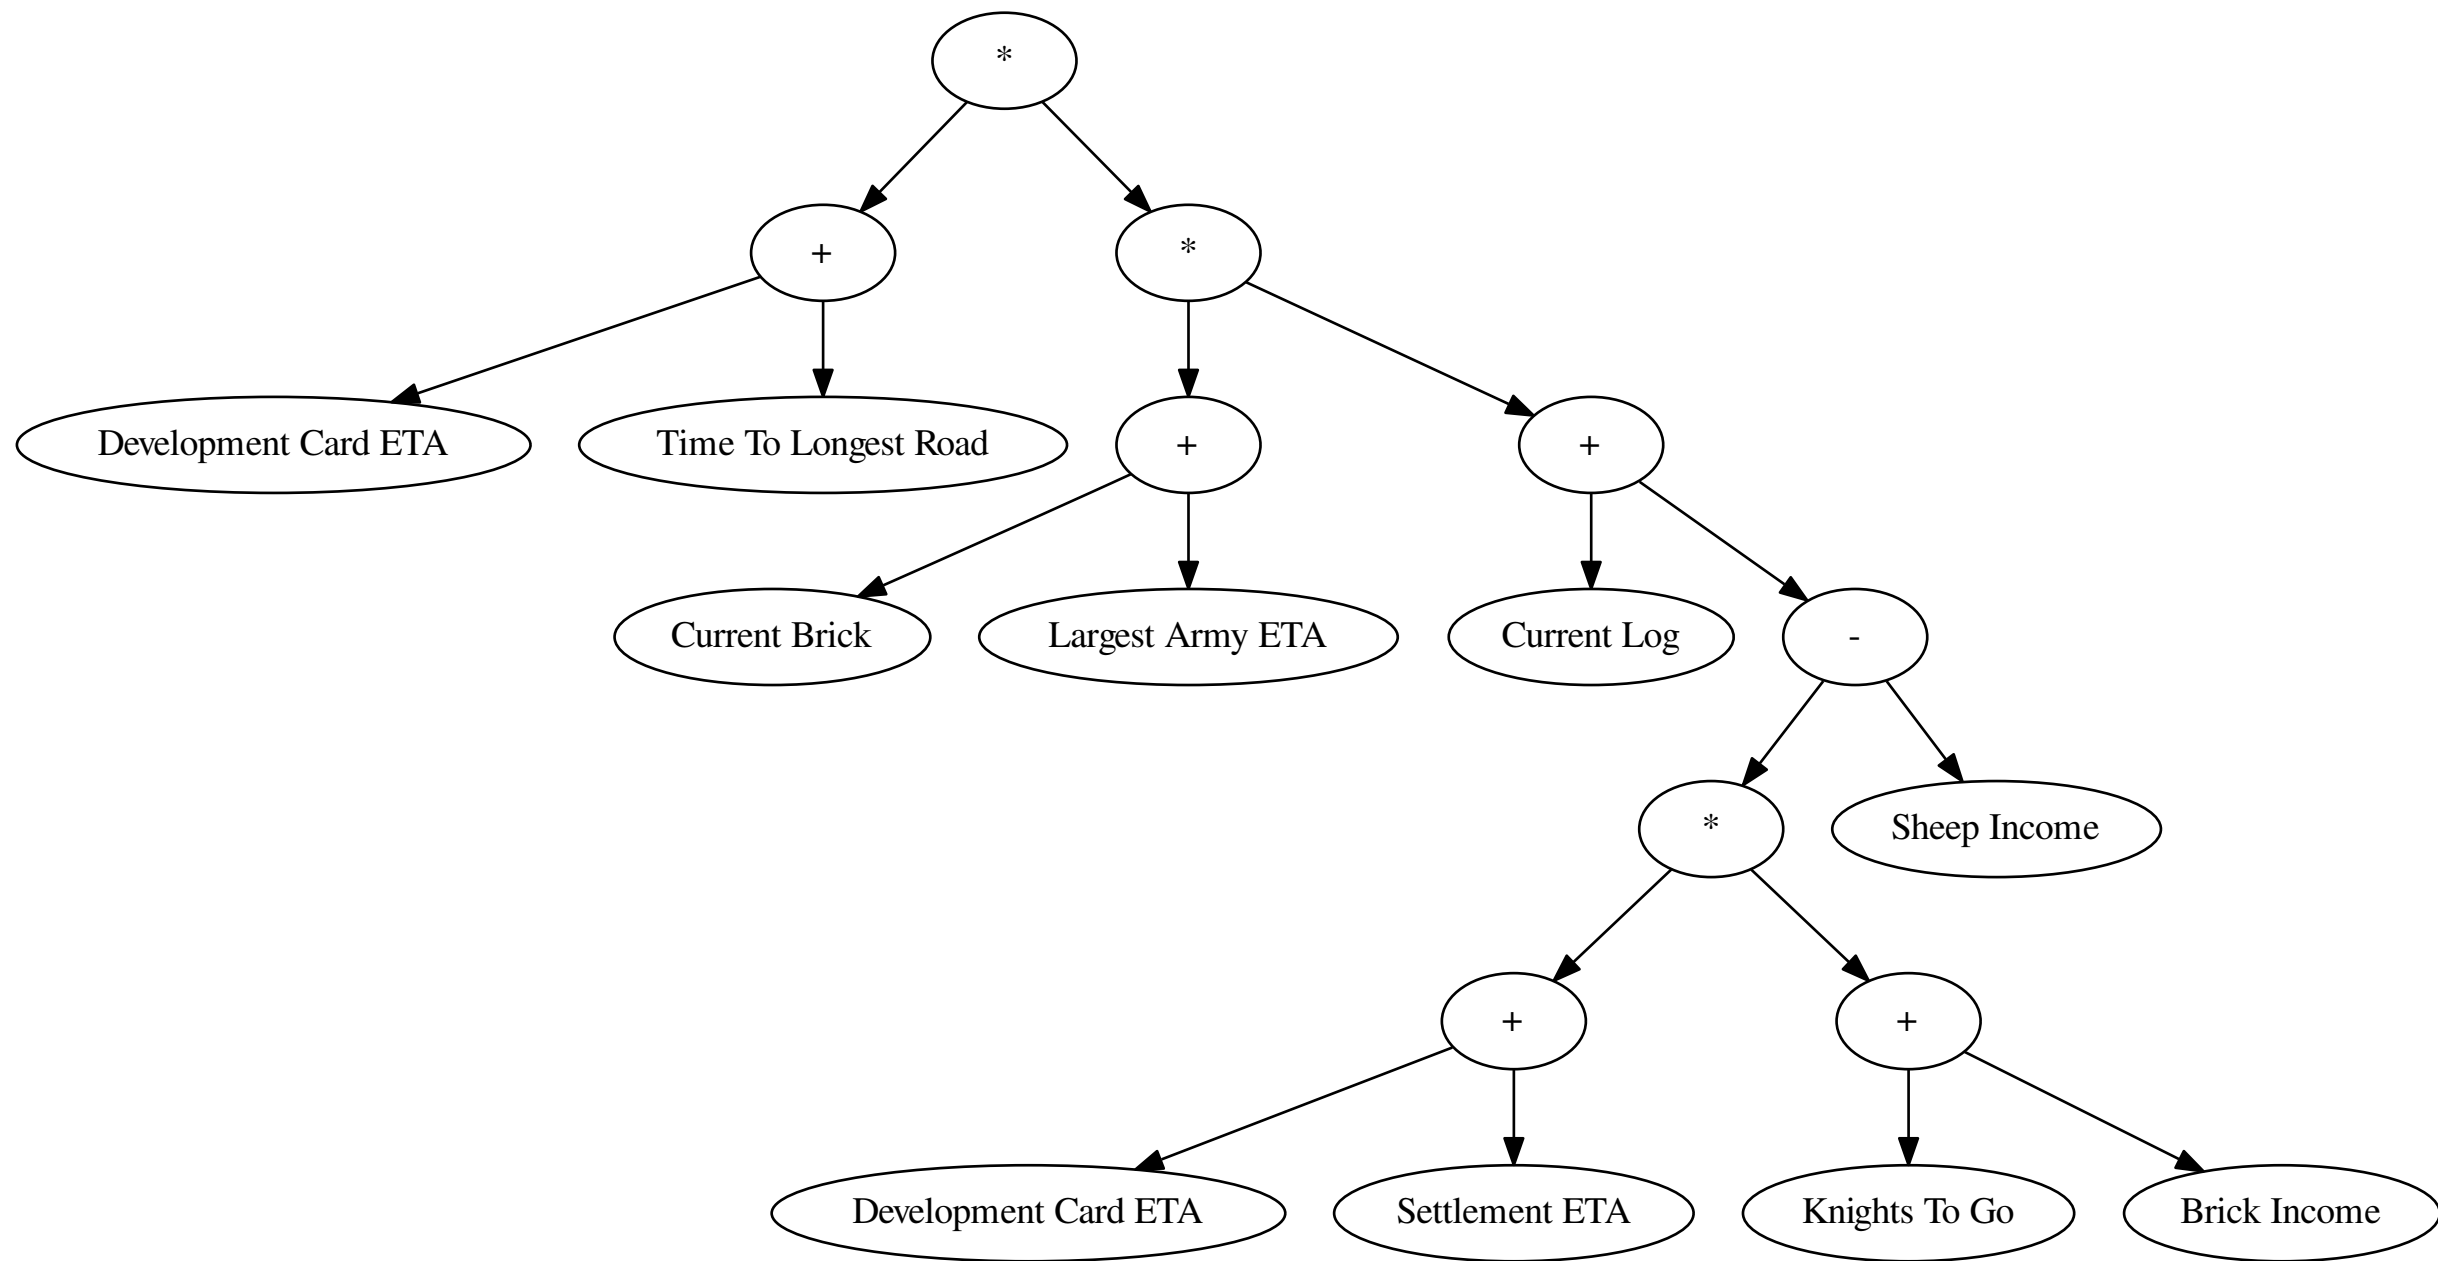 *
+
*
Development Card ETA
Time To Longest Road
+
+
Current Brick
Largest Army ETA
Current Log
-
*
Sheep Income
+
+
Development Card ETA
Settlement ETA
Knights To Go
Brick Income